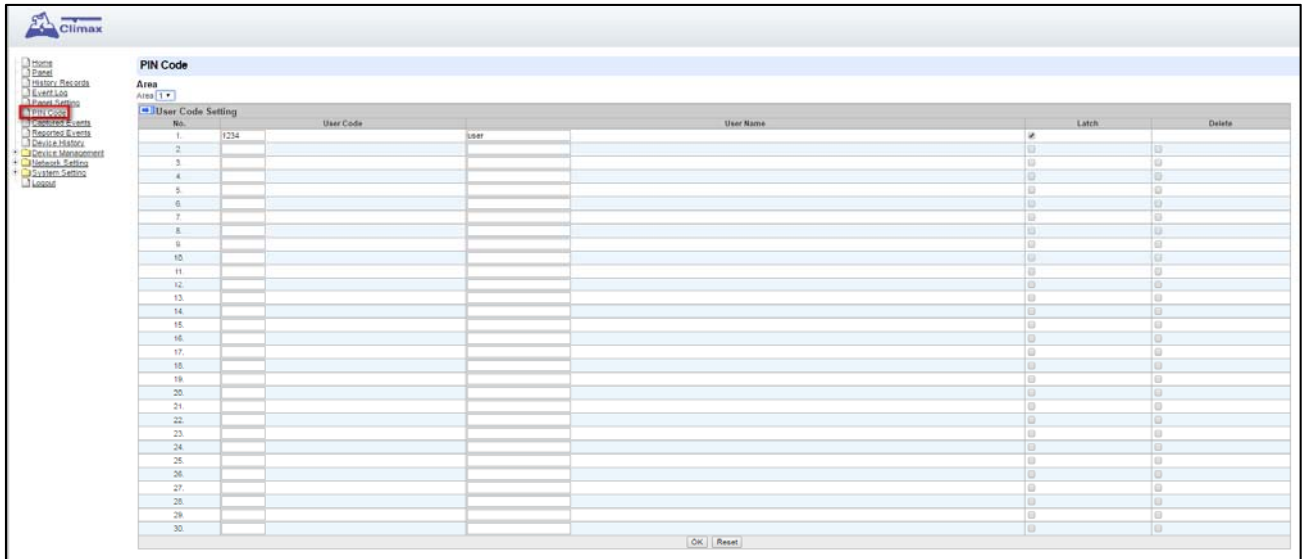 Climax
Home
Panel
History Records
Event Log
Panel Setting
PIN Code
Captured Events
Reported Events
Device History
Device Management
Network Setting
System Setting
Logout
PIN Code
Area
Area 1
User Code Setting
No. User Code User Name Latch Delete
1. 1234 user
2.
3.
4.
5.
6.
7.
8.
9.
10.
11.
12.
13.
14.
15.
16.
17.
18.
19.
20.
21.
22.
23.
24.
25.
26.
27.
28.
29.
30.
OK Reset